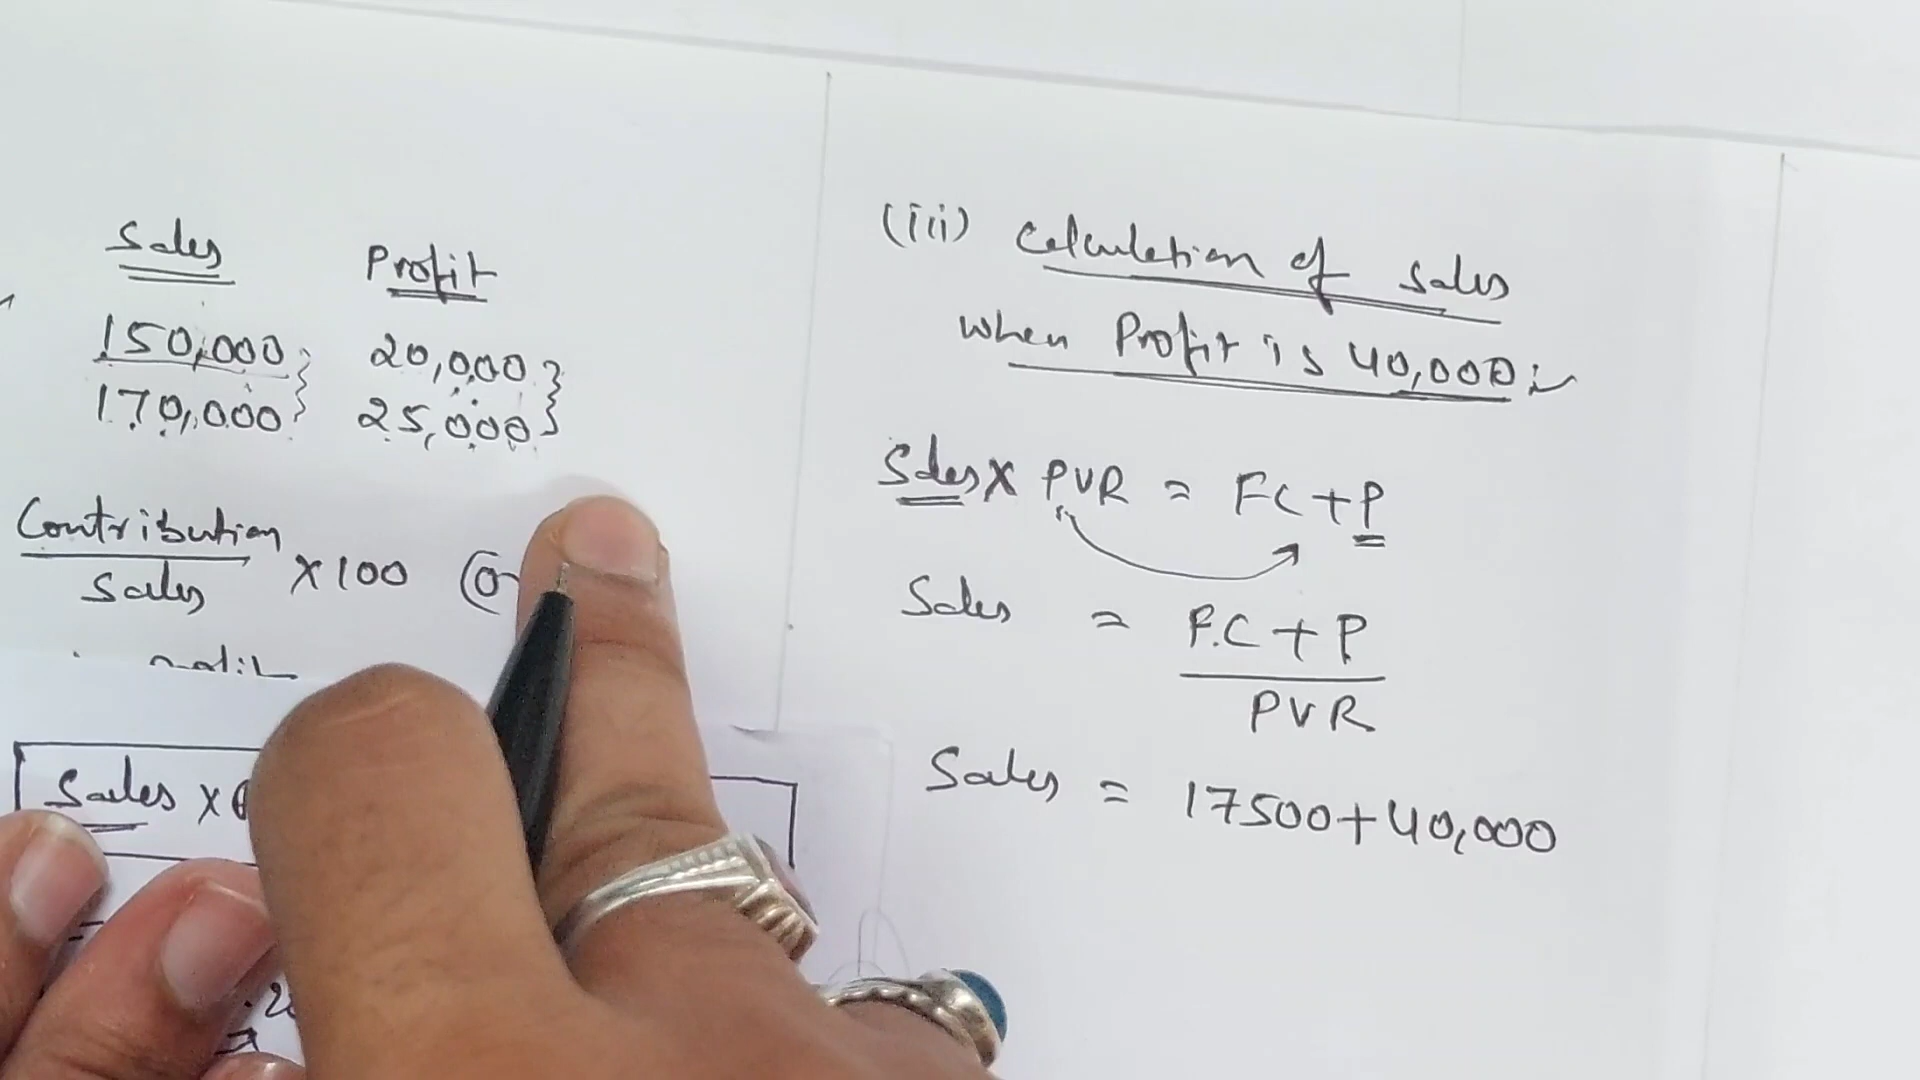 Sales Profit
150,000 20,000
170,000 25,000
Contribution
Sales
X 100
Sales X
(iii) Calculation of Sales
when Profit is 40,000:
Sales X PVR = FC + P
Sales = F.C + P
PVR
Sales = 17500 + 40,000